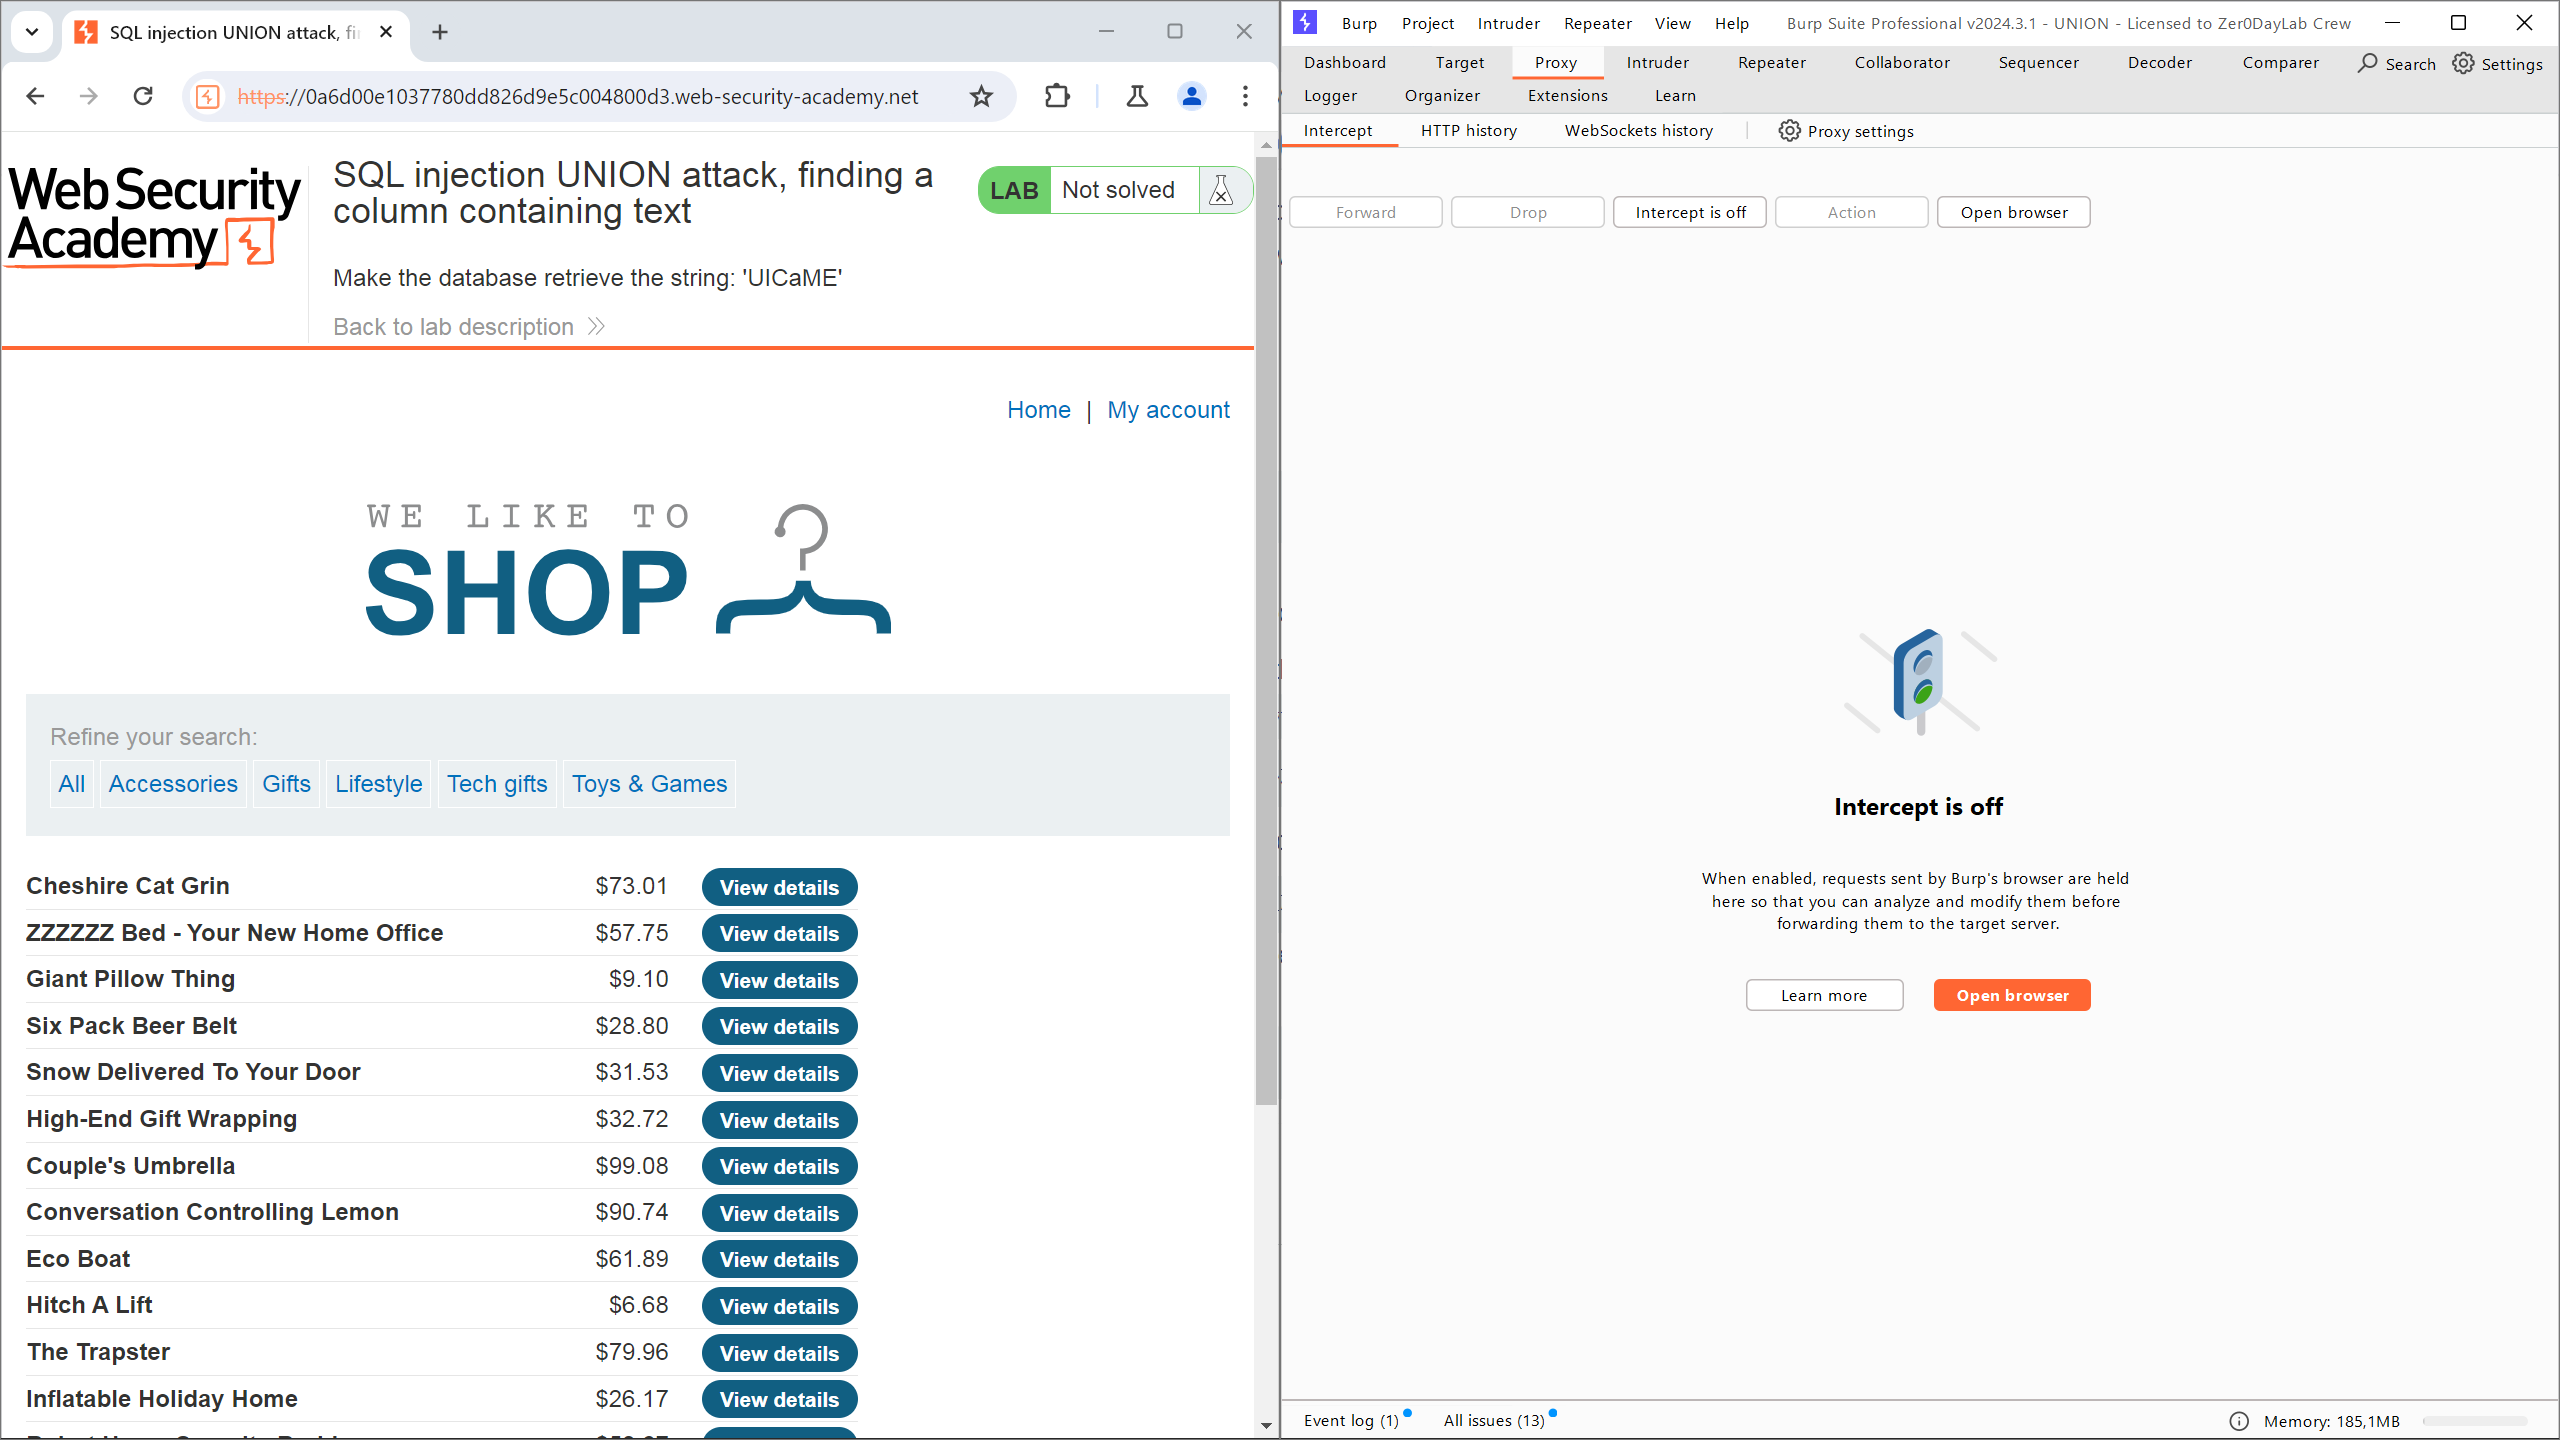 SQL injection UNION attack, fi
https://0a6d00e1037780dd826d9e5c004800d3.web-security-academy.net
Web Security
Academy
SQL injection UNION attack, finding a
column containing text
LAB Not solved
Make the database retrieve the string: 'UICaME'
Back to lab description
Home | My account
WE LIKE TO
SHOP
Refine your search:
All Accessories Gifts Lifestyle Tech gifts Toys & Games
Cheshire Cat Grin $73.01 View details
ZZZZZZ Bed - Your New Home Office $57.75 View details
Giant Pillow Thing $9.10 View details
Six Pack Beer Belt $28.80 View details
Snow Delivered To Your Door $31.53 View details
High-End Gift Wrapping $32.72 View details
Couple's Umbrella $99.08 View details
Conversation Controlling Lemon $90.74 View details
Eco Boat $61.89 View details
Hitch A Lift $6.68 View details
The Trapster $79.96 View details
Inflatable Holiday Home $26.17 View details
Burp Project Intruder Repeater View Help Burp Suite Professional v2024.3.1 - UNION - Licensed to Zer0DayLab Crew
Dashboard Target Proxy Intruder Repeater Collaborator Sequencer Decoder Comparer Search Settings
Logger Organizer Extensions Learn
Intercept HTTP history WebSockets history Proxy settings
Forward Drop Intercept is off Action Open browser
Intercept is off
When enabled, requests sent by Burp's browser are held
here so that you can analyze and modify them before
forwarding them to the target server.
Learn more Open browser
Event log (1) All issues (13) Memory: 185,1MB